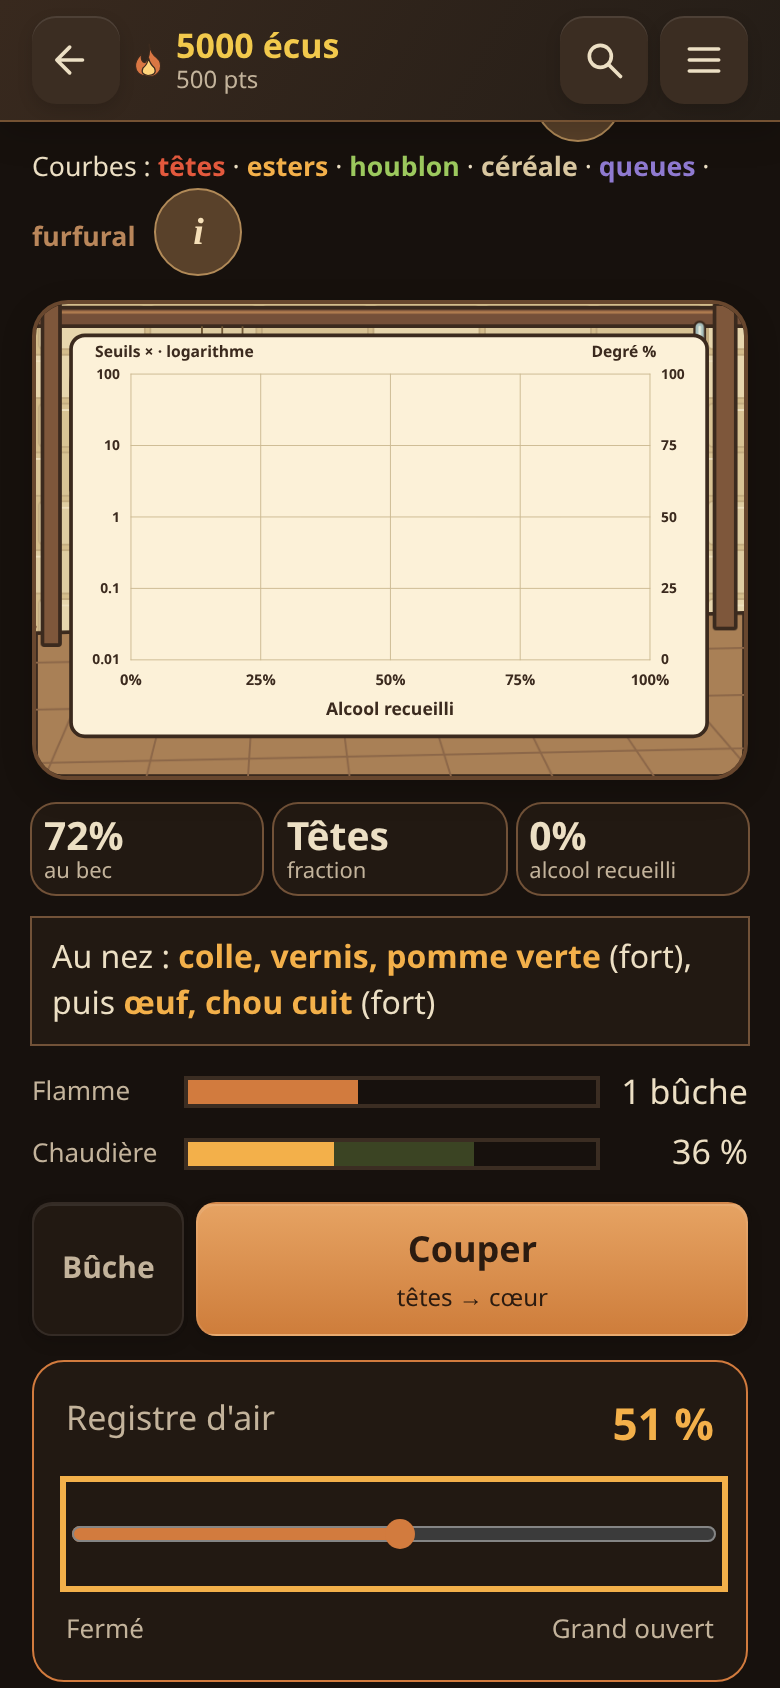 5000 écus
500 pts
Courbes : têtes · esters · houblon · céréale · queues ·
furfural i
Seuils × · logarithme Degré %
100 100
10 75
1 50
0.1 25
0.01 0
0% 25% 50% 75% 100%
Alcool recueilli
72% Têtes 0%
au bec fraction alcool recueilli
Au nez : colle, vernis, pomme verte (fort),
puis œuf, chou cuit (fort)
Flamme 1 bûche
Chaudière 36 %
Bûche Couper
têtes → cœur
Registre d'air 51 %
Fermé Grand ouvert